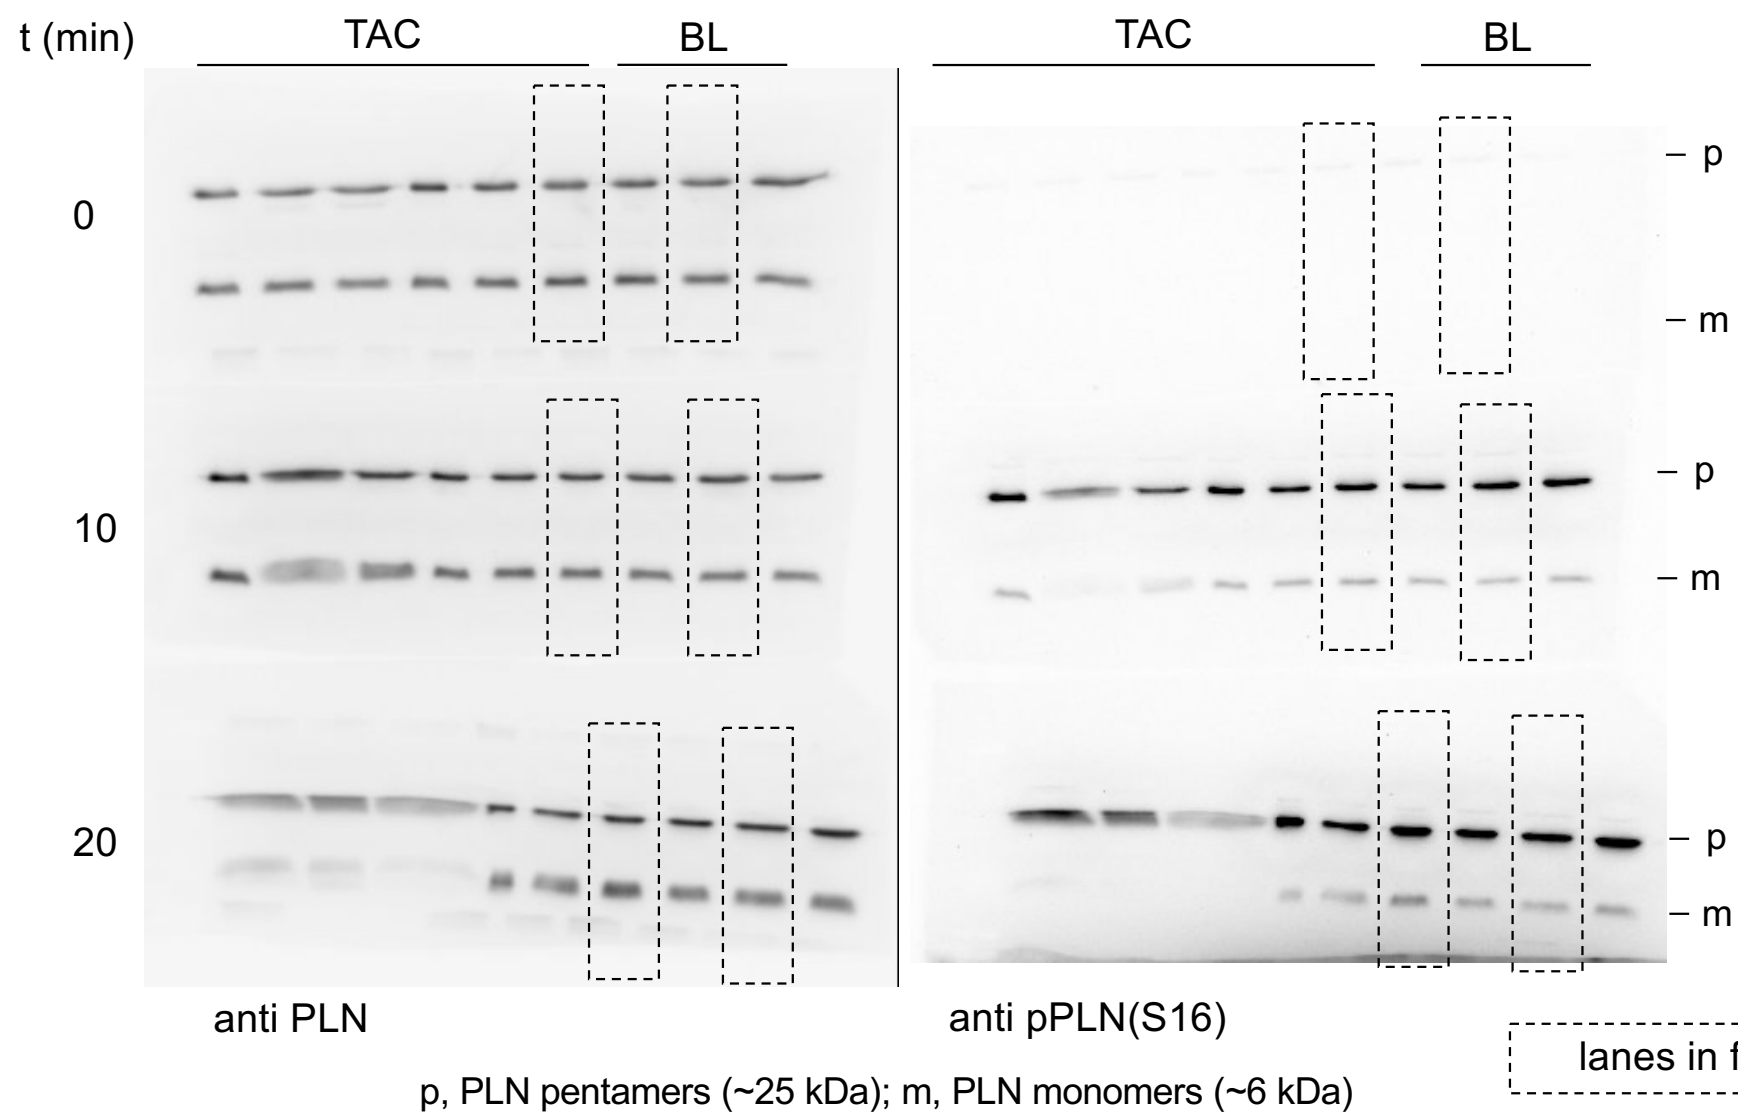 t (min) TAC BL TAC BL
p
0
m
p
10
m
20 p
m
anti PLN anti pPLN(S16)
lanes in f
p, PLN pentamers (~25 kDa); m, PLN monomers (~6 kDa)